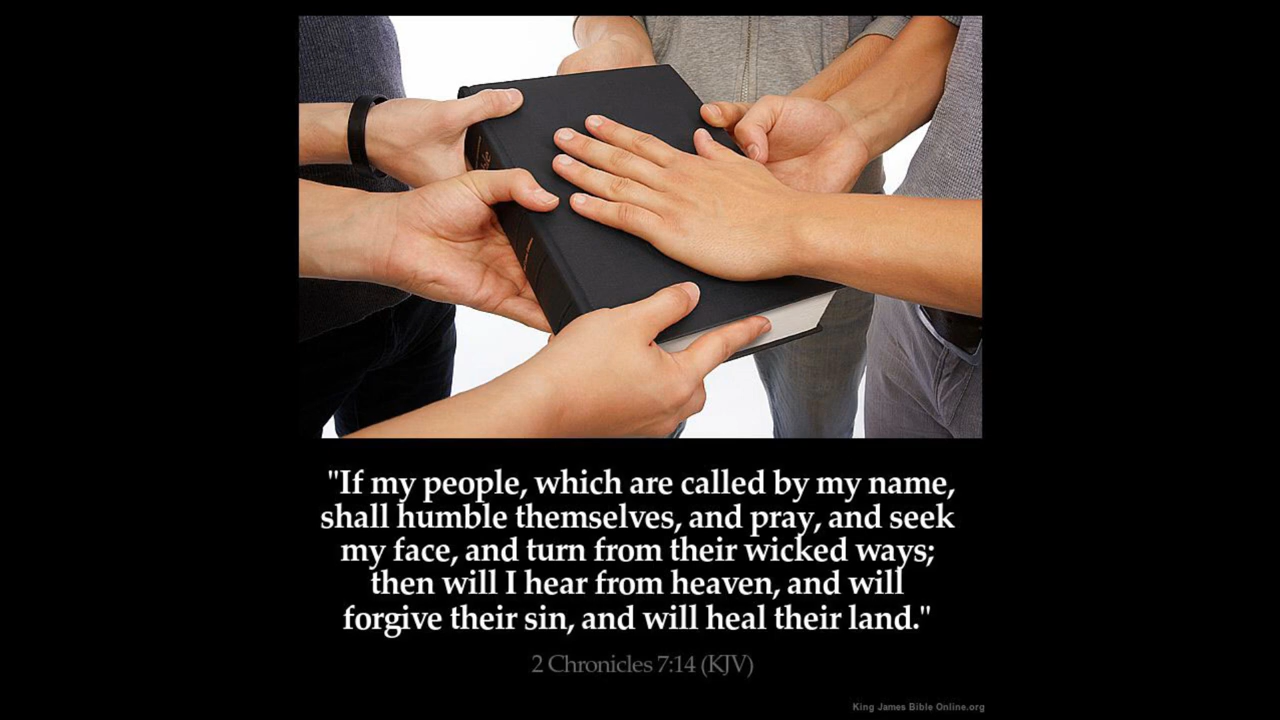 "If my people, which are called by my name,
shall humble themselves, and pray, and seek
my face, and turn from their wicked ways;
then will I hear from heaven, and will
forgive their sin, and will heal their land."
2 Chronicles 7:14 (KJV)
King James Bible Online.org